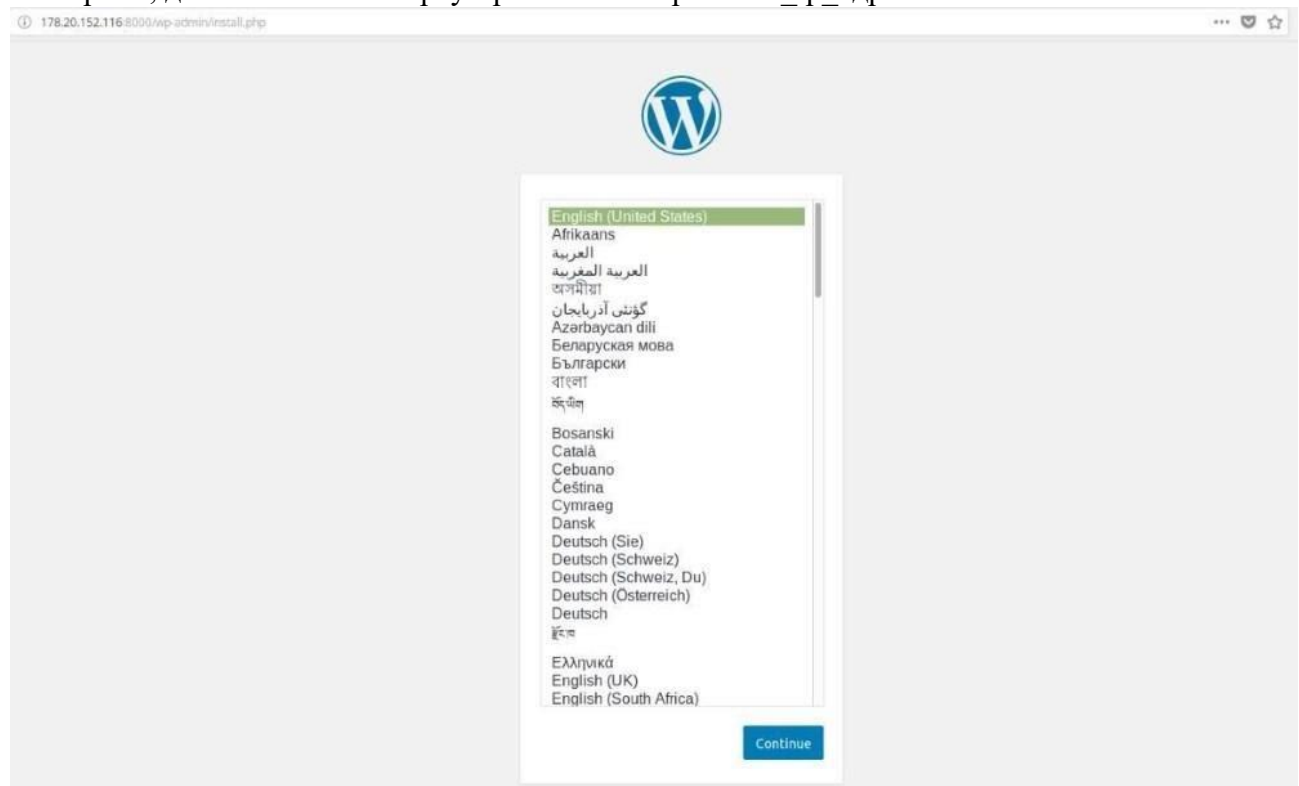 178.20.152.116:8000/wp-admin/install.php
English (United States)
Afrikaans
العربية
العربية المغربية
অসমীয়া
گؤنئی آذربایجان
Azərbaycan dili
Беларуская мова
Български
বাংলা
བོད་ཡིག
Bosanski
Català
Cebuano
Čeština
Cymraeg
Dansk
Deutsch (Sie)
Deutsch (Schweiz)
Deutsch (Schweiz, Du)
Deutsch (Österreich)
Deutsch
རྫོང་ཁ
Ελληνικά
English (UK)
English (South Africa)
Continue